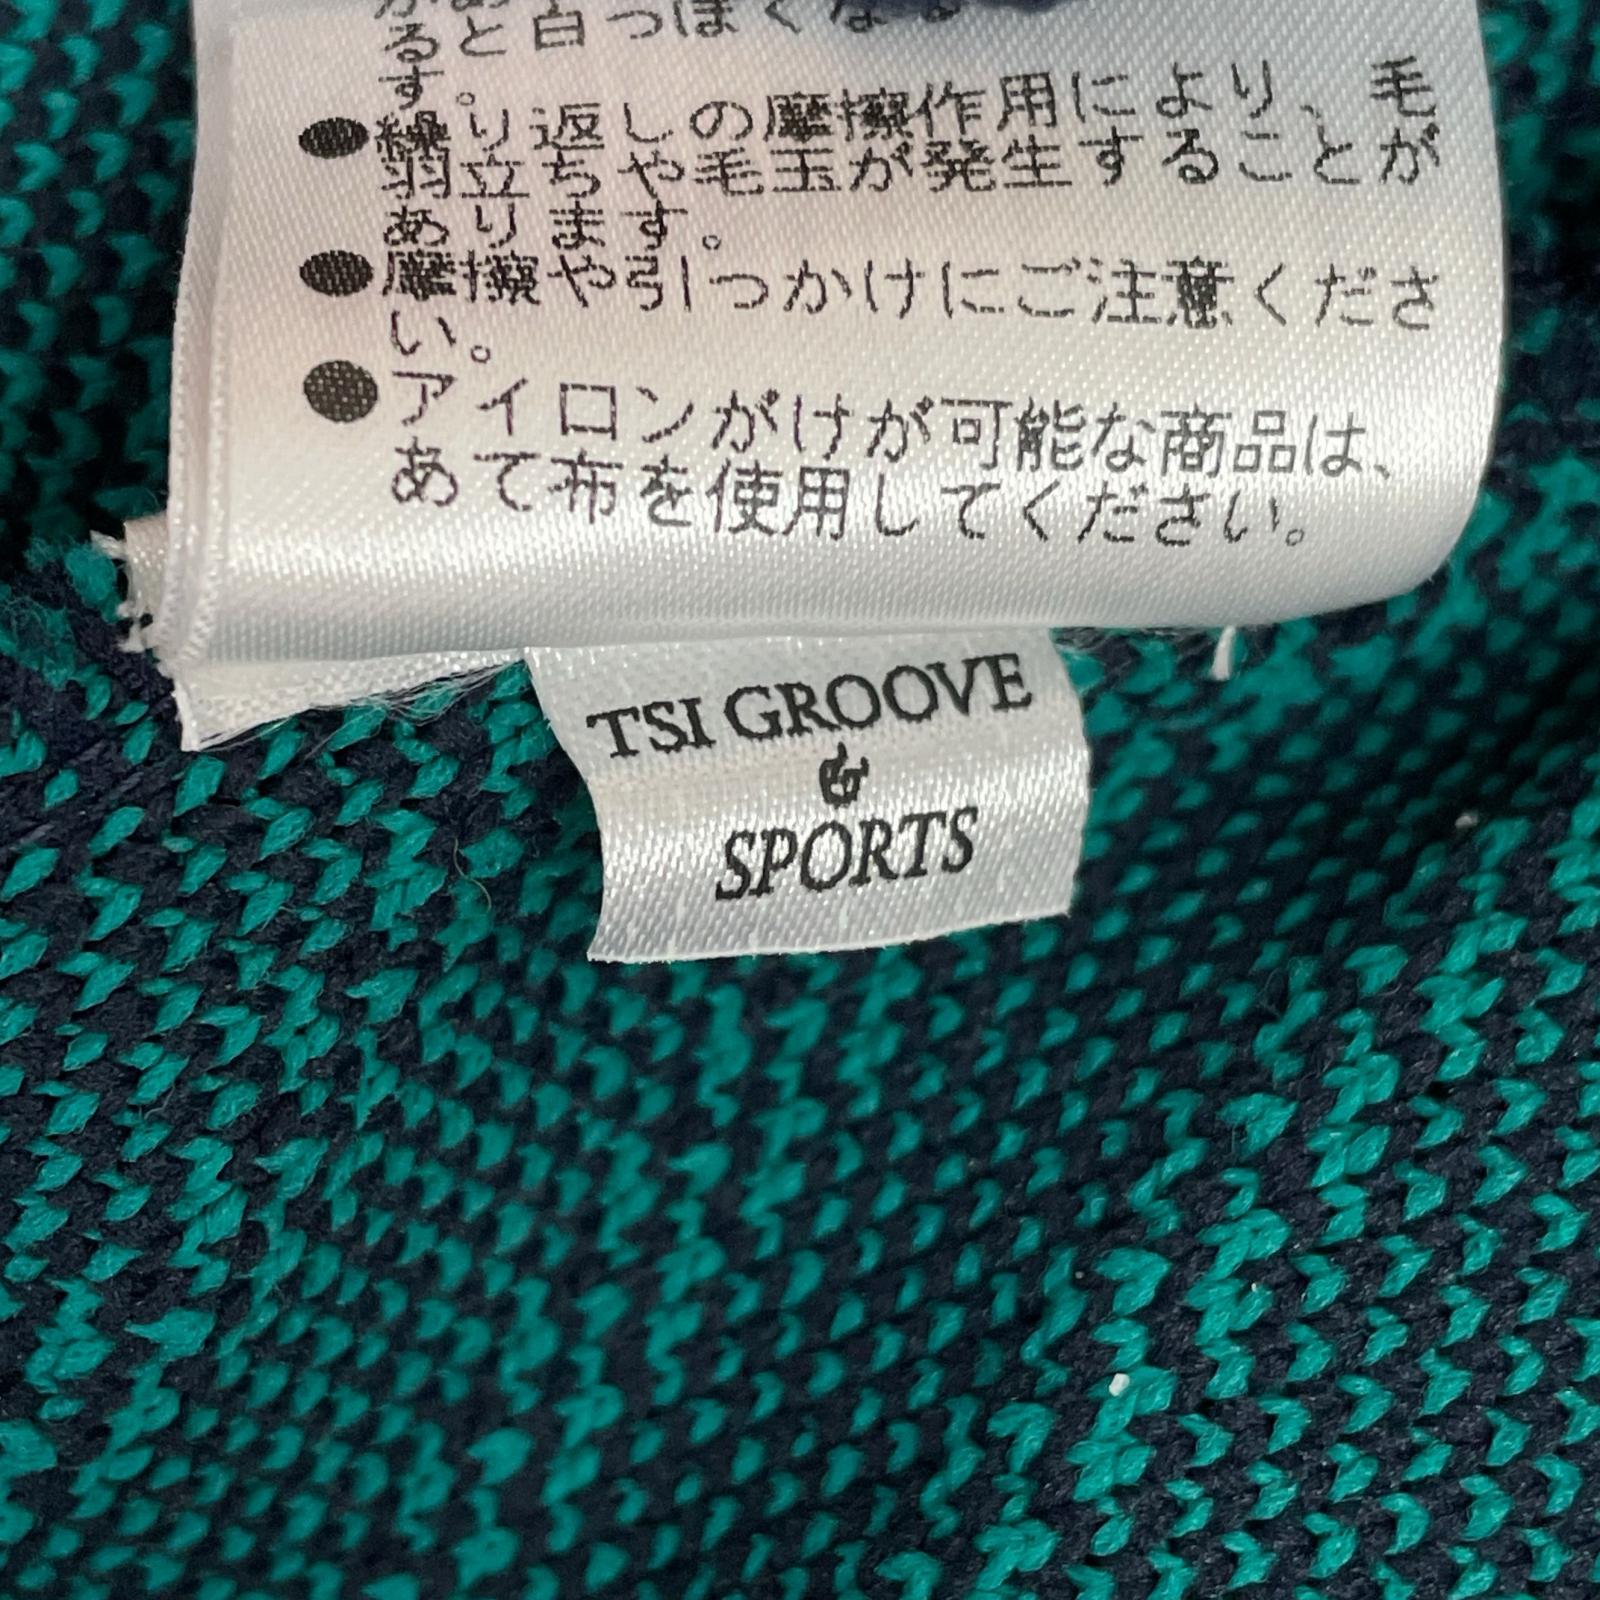 ると白っぽくな
す。
●繰り返しの摩擦作用により、毛
羽立ちや毛玉が発生することが
あります。
●摩擦や引っかけにご注意くださ
い。
●アイロンがけが可能な商品は、
あて布を使用してください。
TSI GROOVE
&
SPORTS